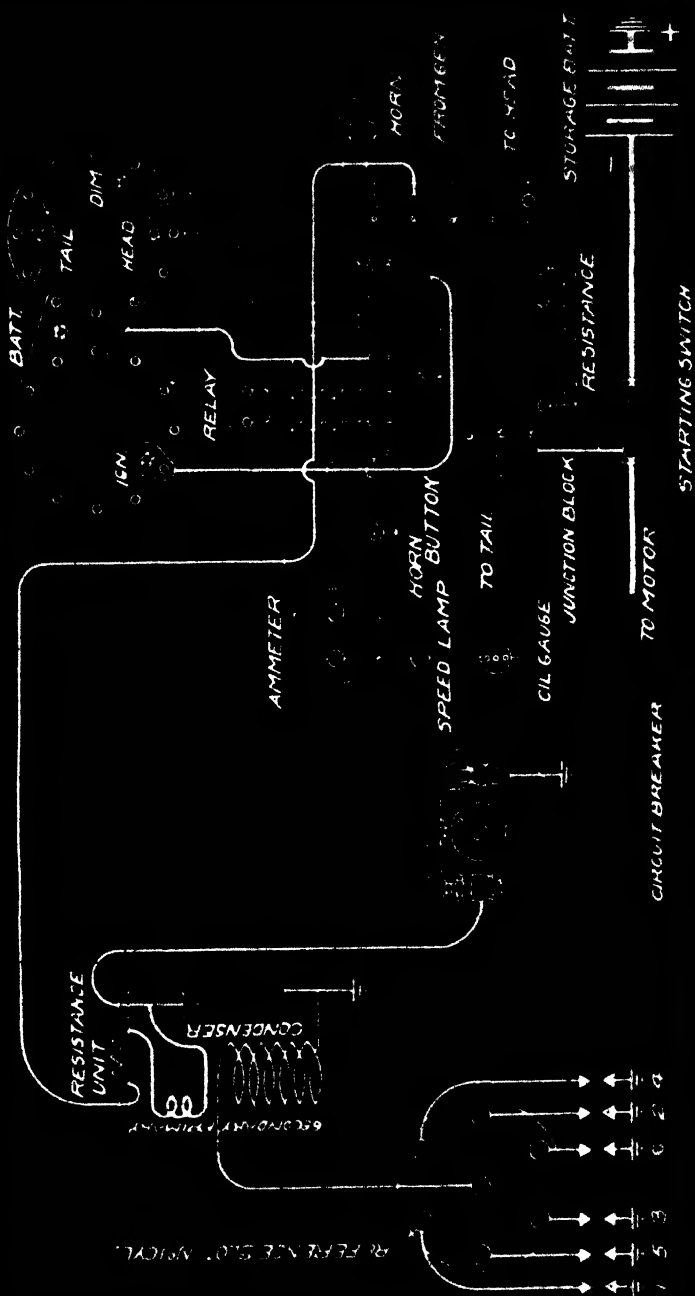 BATT
TAIL
DIM
HEAD
IGN
RELAY
HORN
FROM GEN
TO HEAD
STORAGE BATT.
+
−
RESISTANCE
STARTING SWITCH
AMMETER
HORN
BUTTON
SPEED LAMP
TO TAIL
OIL GAUGE
JUNCTION BLOCK
TO MOTOR
CIRCUIT BREAKER
RESISTANCE
UNIT
CONDENSER
SECONDARY
PRIMARY
1 5 3 6 2 4